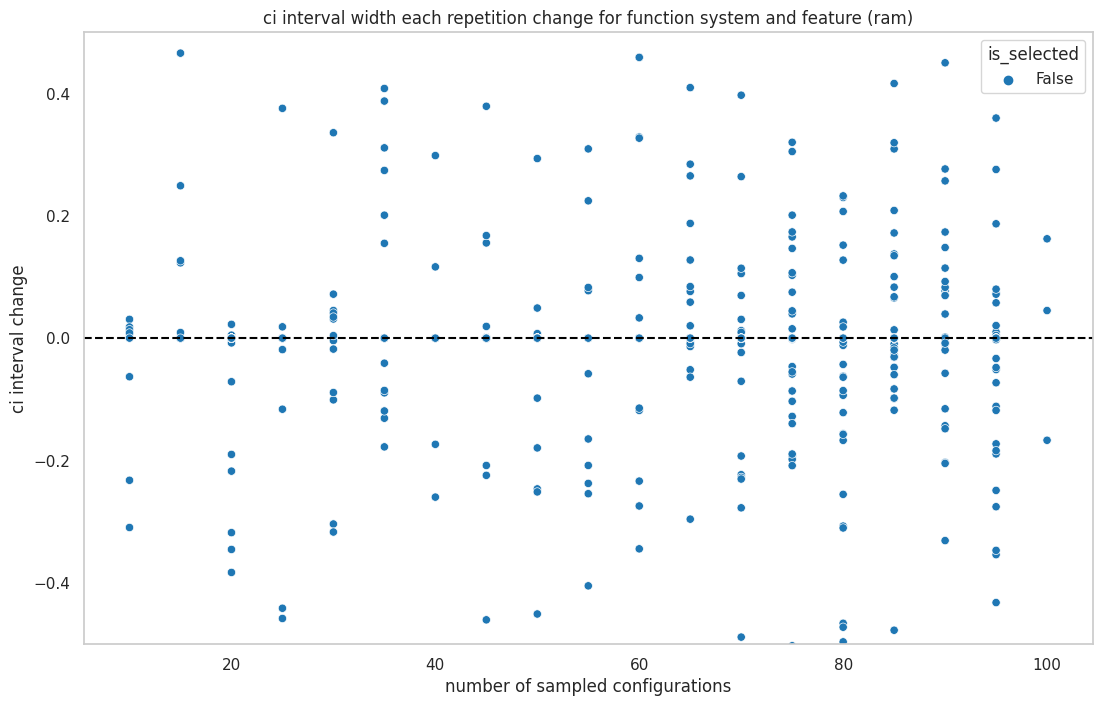 ci interval width each repetition change for function system and feature (ram)
is_selected
False
0.4
0.2
0.0
−0.2
−0.4
ci interval change
20 40 60 80 100
number of sampled configurations